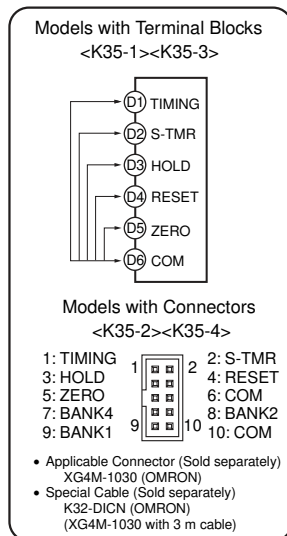 Models with Terminal Blocks
<K35-1><K35-3>
D1 TIMING
D2 S-TMR
D3 HOLD
D4 RESET
D5 ZERO
D6 COM
Models with Connectors
<K35-2><K35-4>
1: TIMING 1 2 2: S-TMR
3: HOLD 4: RESET
5: ZERO 6: COM
7: BANK4 8: BANK2
9: BANK1 9 10 10: COM
• Applicable Connector (Sold separately)
XG4M-1030 (OMRON)
• Special Cable (Sold separately)
K32-DICN (OMRON)
(XG4M-1030 with 3 m cable)